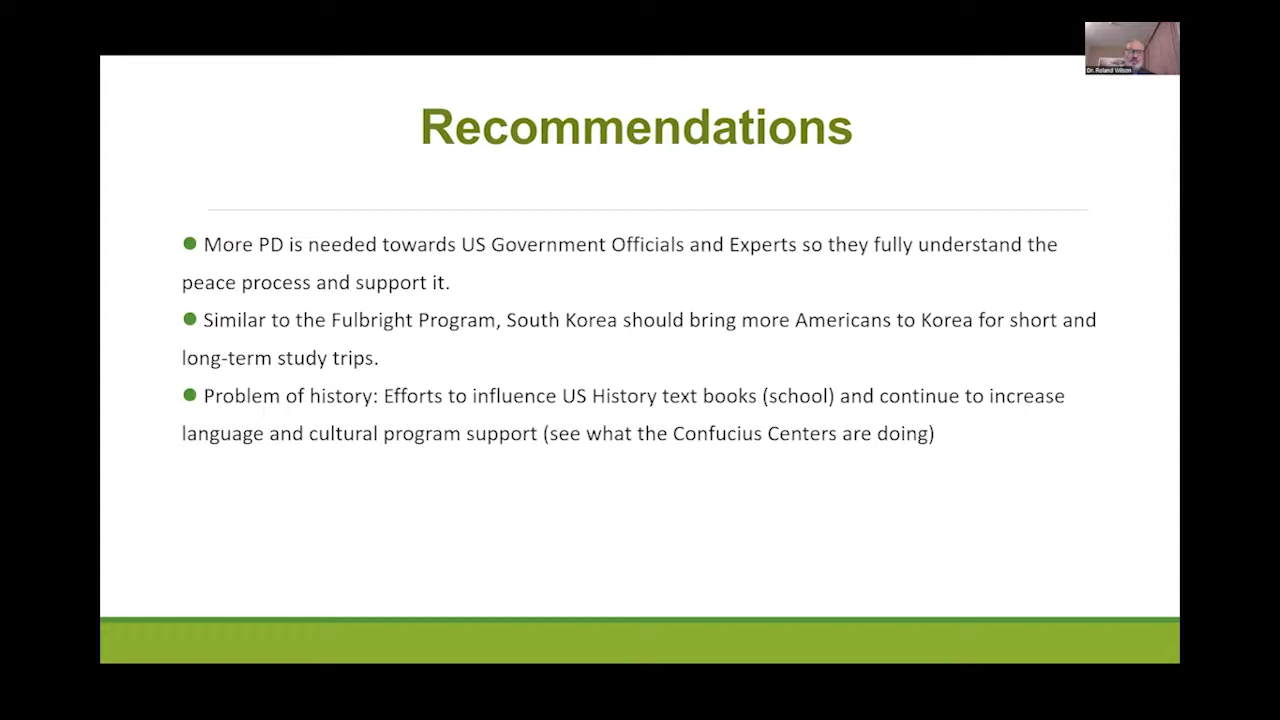 Dr. Roland Wilson
Recommendations
● More PD is needed towards US Government Officials and Experts so they fully understand the
peace process and support it.
● Similar to the Fulbright Program, South Korea should bring more Americans to Korea for short and
long-term study trips.
● Problem of history: Efforts to influence US History text books (school) and continue to increase
language and cultural program support (see what the Confucius Centers are doing)